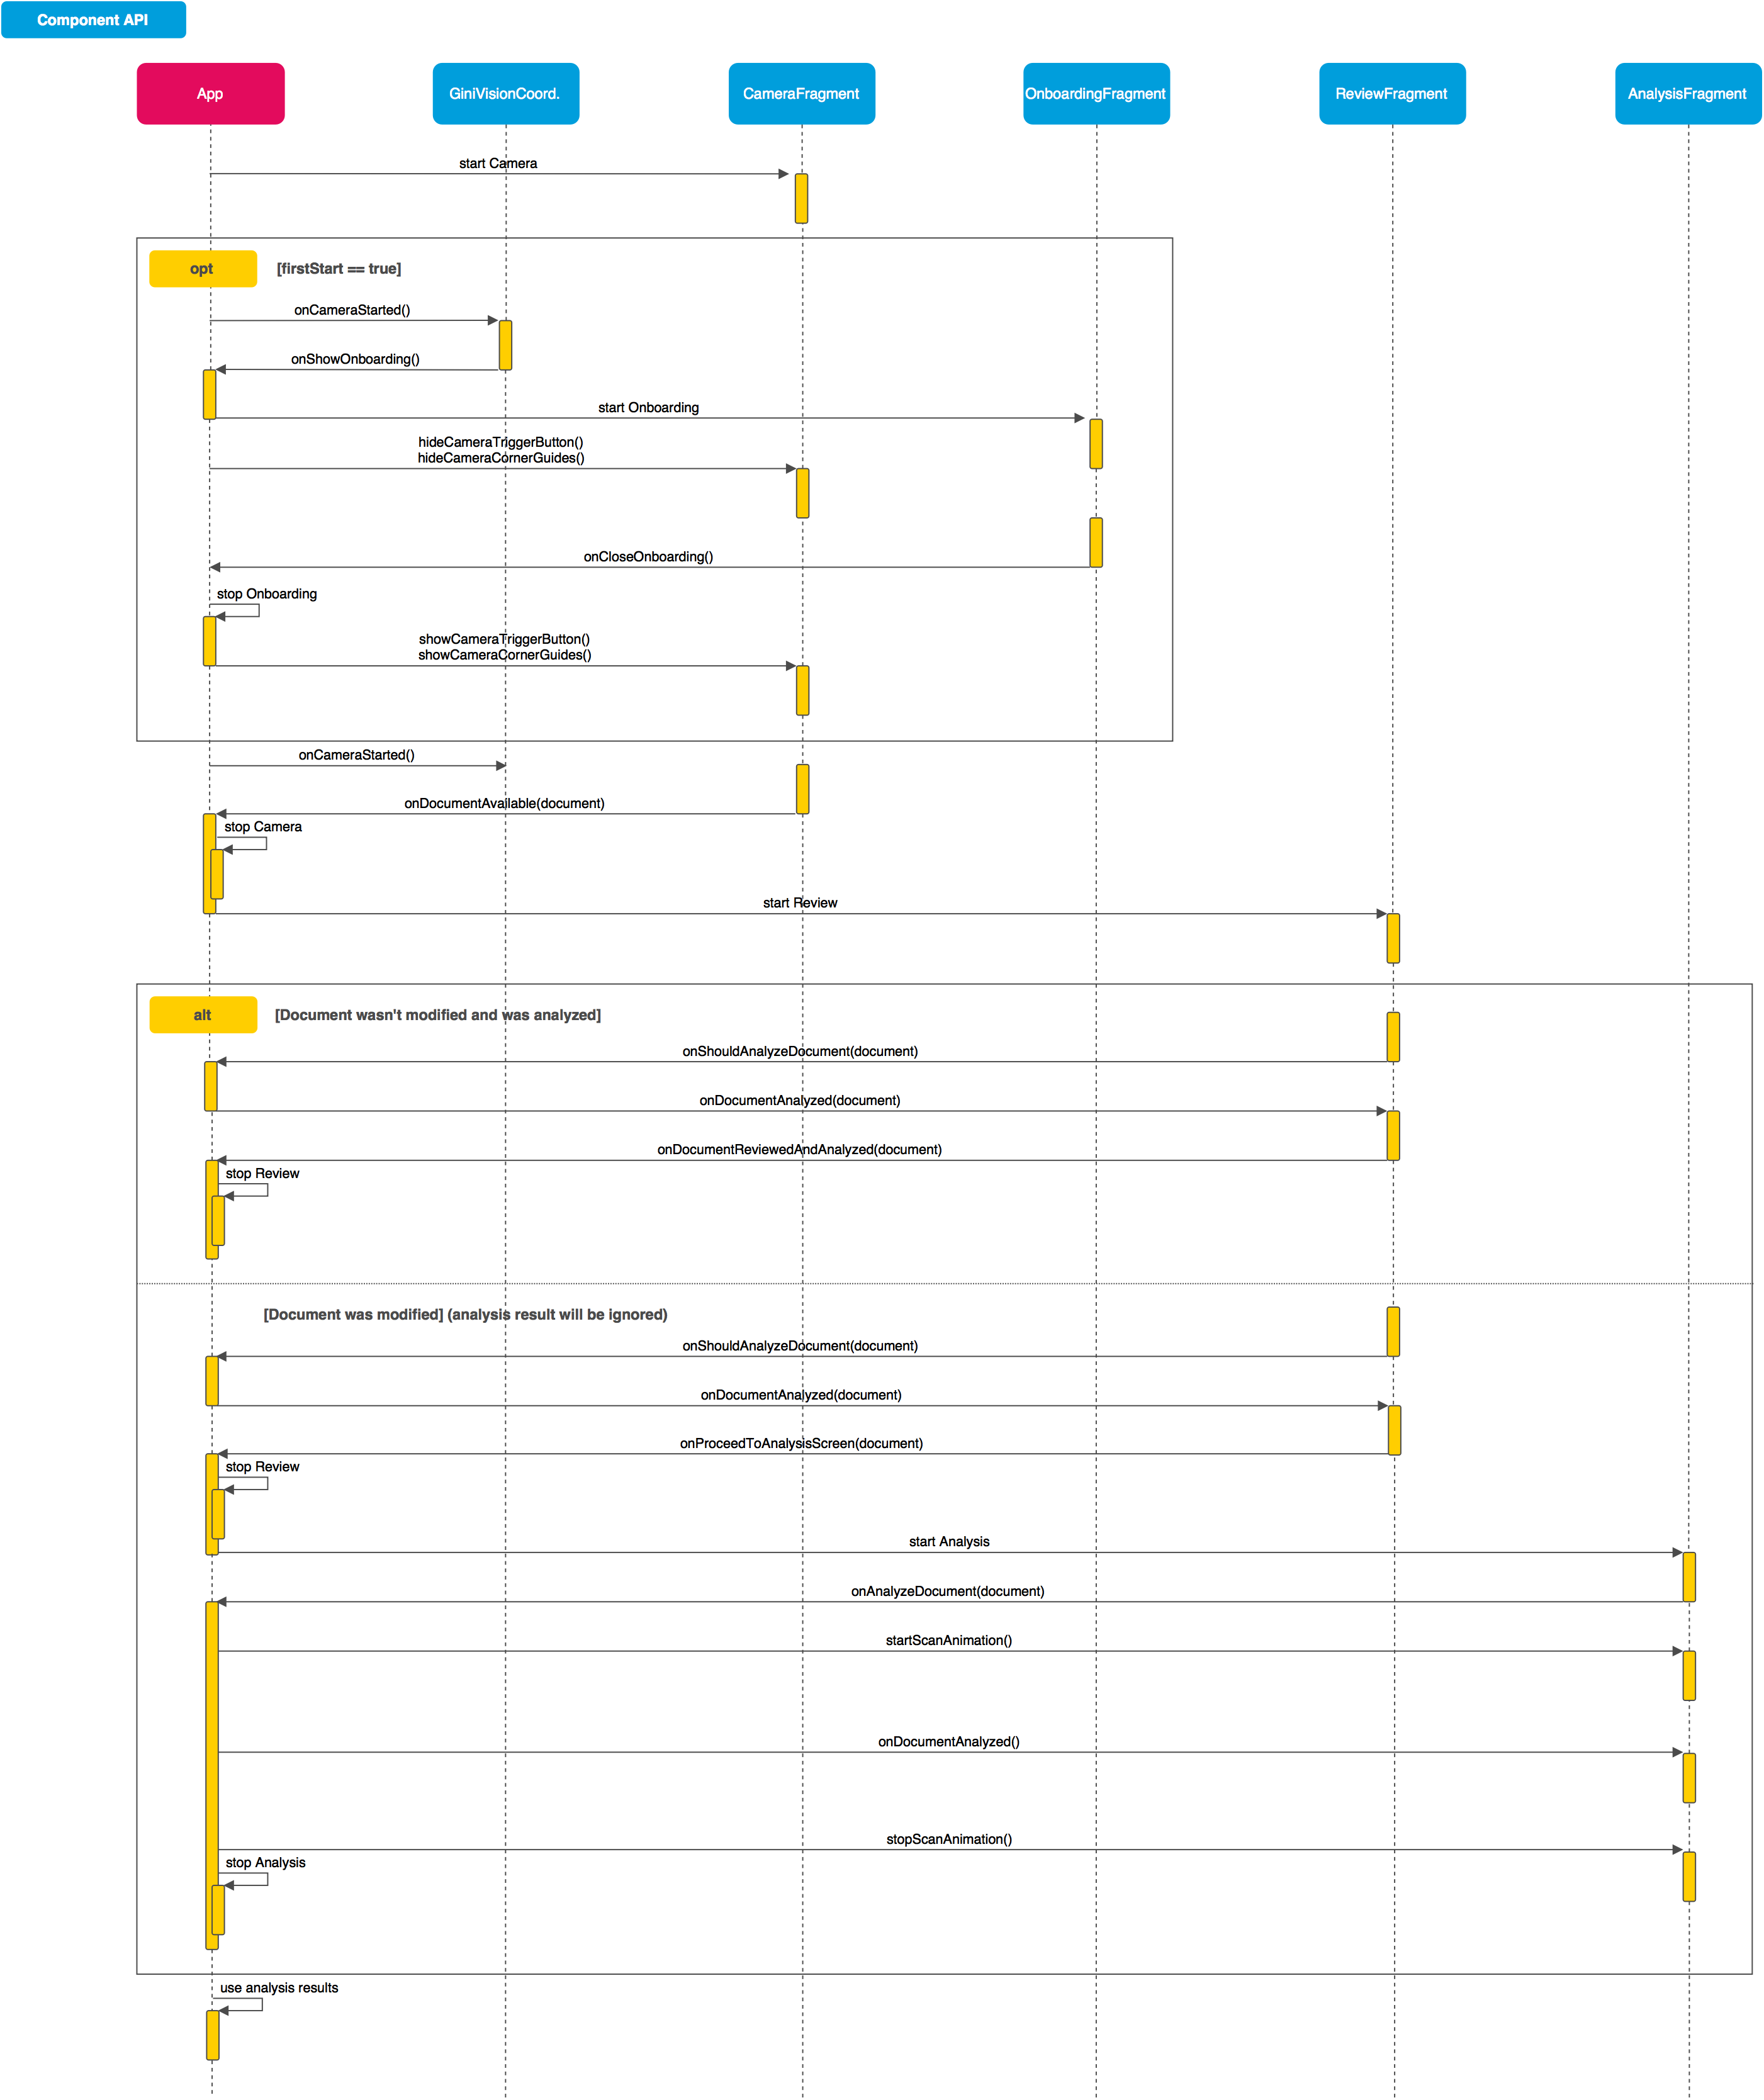 Component API
App
GiniVisionCoord.
CameraFragment
OnboardingFragment
ReviewFragment
AnalysisFragment
start Camera
opt
[firstStart == true]
onCameraStarted()
onShowOnboarding()
start Onboarding
hideCameraTriggerButton()
hideCameraCornerGuides()
onCloseOnboarding()
stop Onboarding
showCameraTriggerButton()
showCameraCornerGuides()
onCameraStarted()
onDocumentAvailable(document)
stop Camera
start Review
alt
[Document wasn't modified and was analyzed]
onShouldAnalyzeDocument(document)
onDocumentAnalyzed(document)
onDocumentReviewedAndAnalyzed(document)
stop Review
[Document was modified] (analysis result will be ignored)
onShouldAnalyzeDocument(document)
onDocumentAnalyzed(document)
onProceedToAnalysisScreen(document)
stop Review
start Analysis
onAnalyzeDocument(document)
startScanAnimation()
onDocumentAnalyzed()
stopScanAnimation()
stop Analysis
use analysis results